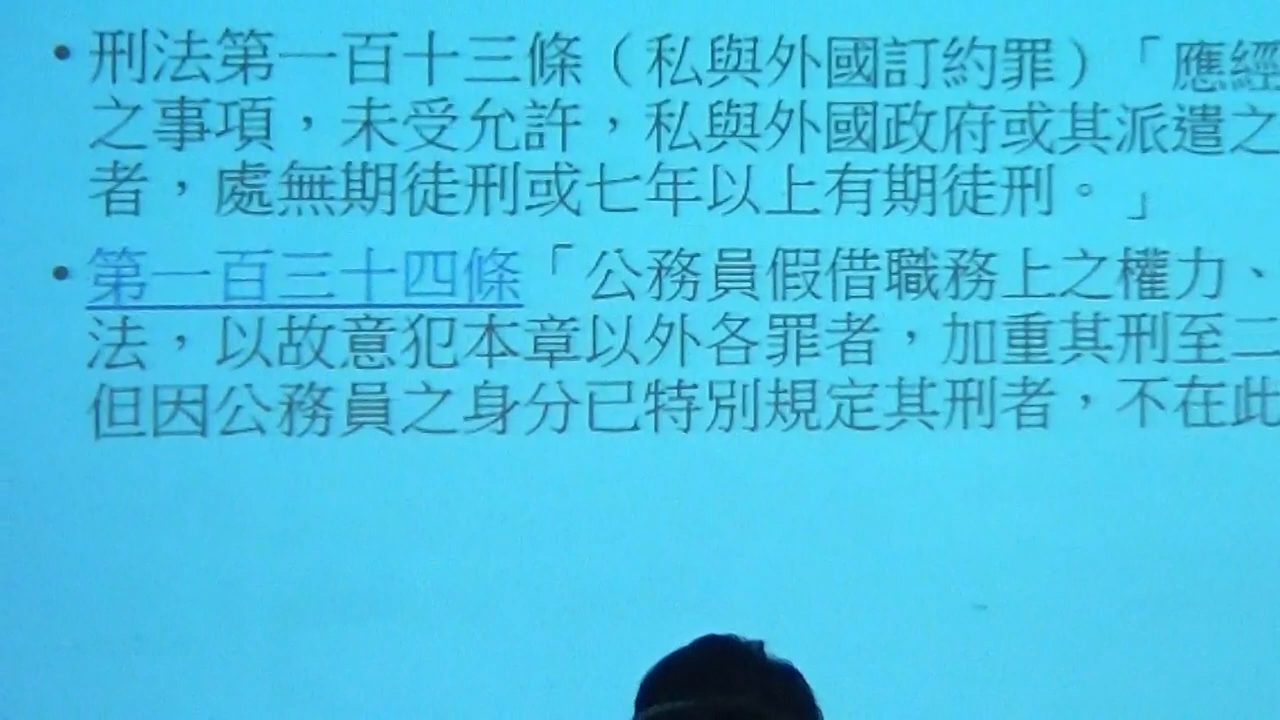 • 刑法第一百十三條（私與外國訂約罪）「應經
之事項，未受允許，私與外國政府或其派遣之
者，處無期徒刑或七年以上有期徒刑。」
• 第一百三十四條「公務員假借職務上之權力、
法，以故意犯本章以外各罪者，加重其刑至二
但因公務員之身分已特別規定其刑者，不在此